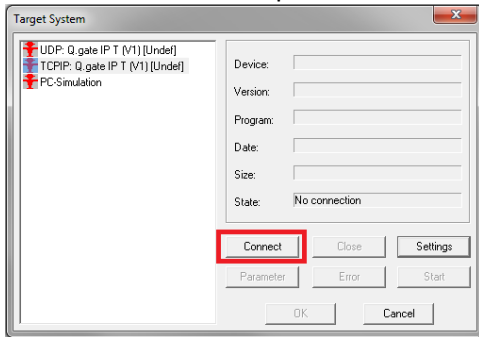 Target System
UDP: Q.gate IP T (V1) [Undef]
TCPIP: Q.gate IP T (V1) [Undef]
PC-Simulation
Device:
Version:
Program:
Date:
Size:
State: No connection
Connect Close Settings
Parameter Error Start
OK Cancel